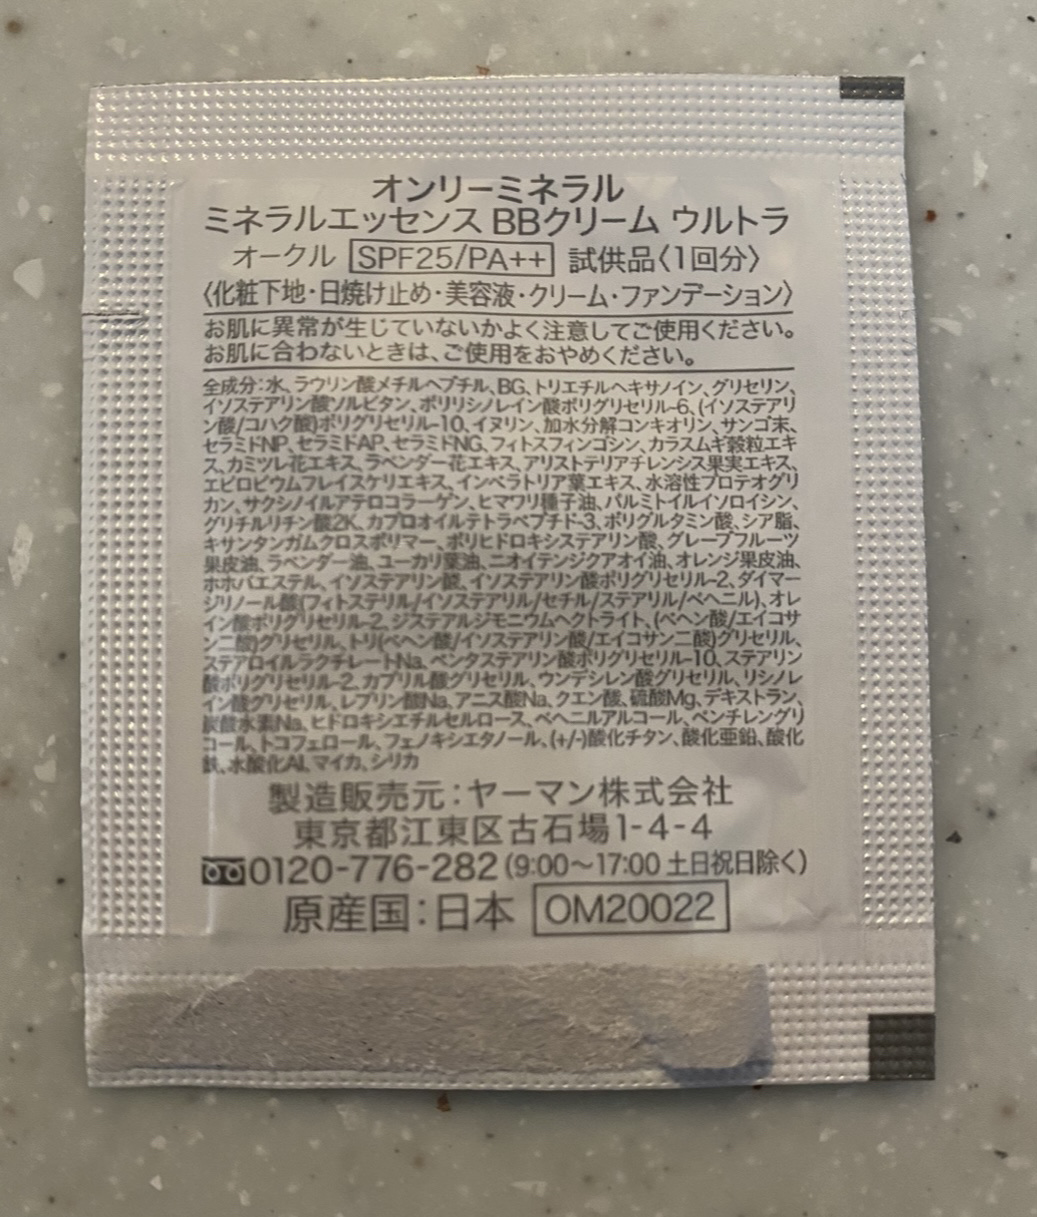 オンリーミネラル
ミネラルエッセンス BBクリーム ウルトラ
オークル SPF25/PA++ 試供品〈1回分〉
〈化粧下地・日焼け止め・美容液・クリーム・ファンデーション〉
お肌に異常が生じていないかよく注意してご使用ください。
お肌に合わないときは、ご使用をおやめください。
全成分：水、ラウリン酸メチルヘプチル、BG、トリエチルヘキサノイン、グリセリン、
イソステアリン酸ソルビタン、ポリリシノレイン酸ポリグリセリル-6、(イソステアリ
ン酸/コハク酸)ポリグリセリル-10、イヌリン、加水分解コンキオリン、サンゴ末、
セラミドNP、セラミドAP、セラミドNG、フィトスフィンゴシン、カラスムギ穀粒エキ
ス、カミツレ花エキス、ラベンダー花エキス、アリストテリアチレンシス果実エキス、
エピロビウムフレイスケリエキス、インペラトリア葉エキス、水溶性プロテオグリ
カン、サクシノイルアテロコラーゲン、ヒマワリ種子油、パルミトイルイソロイシン、
グリチルリチン酸2K、カプロオイルテトラペプチド-3、ポリグルタミン酸、シア脂、
キサンタンガムクロスポリマー、ポリヒドロキシステアリン酸、グレープフルーツ
果皮油、ラベンダー油、ユーカリ葉油、ニオイテンジクアオイ油、オレンジ果皮油、
ホホバエステル、イソステアリン酸、イソステアリン酸ポリグリセリル-2、ダイマー
ジリノール酸(フィトステリル/イソステアリル/セチル/ステアリル/ベヘニル)、オレ
イン酸ポリグリセリル-2、ジステアルジモニウムヘクトライト、(ベヘン酸/エイコサ
ン二酸)グリセリル、トリ(ベヘン酸/イソステアリン酸/エイコサン二酸)グリセリル、
ステアロイルラクチレートNa、ペンタステアリン酸ポリグリセリル-10、ステアリン
酸ポリグリセリル-2、カプリル酸グリセリル、ウンデシレン酸グリセリル、リシノレ
イン酸グリセリル、レブリン酸Na、アニス酸Na、クエン酸、硫酸Mg、デキストラン、
炭酸水素Na、ヒドロキシエチルセルロース、ベヘニルアルコール、ペンチレングリ
コール、トコフェロール、フェノキシエタノール、(+/-)酸化チタン、酸化亜鉛、酸化
鉄、水酸化Al、マイカ、シリカ
製造販売元：ヤーマン株式会社
東京都江東区古石場1-4-4
0120-776-282（9:00〜17:00 土日祝日除く）
原産国：日本 OM20022